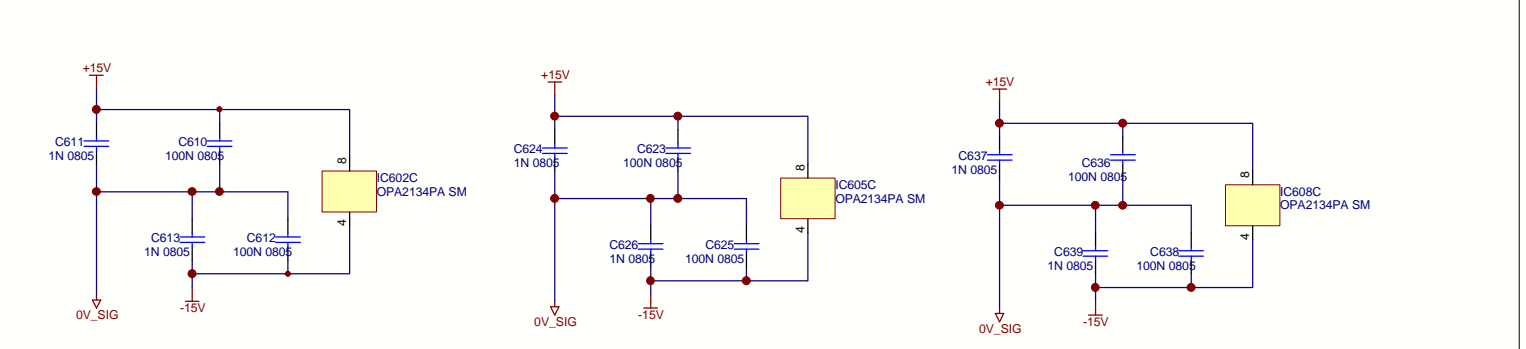 +15V
C611
1N 0805
C610
100N 0805
8
IC602C
OPA2134PA SM
4
C613
1N 0805
C612
100N 0805
-15V
0V_SIG
+15V
C624
1N 0805
C623
100N 0805
8
IC605C
OPA2134PA SM
4
C626
1N 0805
C625
100N 0805
-15V
0V_SIG
+15V
C637
1N 0805
C636
100N 0805
8
IC608C
OPA2134PA SM
4
C639
1N 0805
C638
100N 0805
-15V
0V_SIG